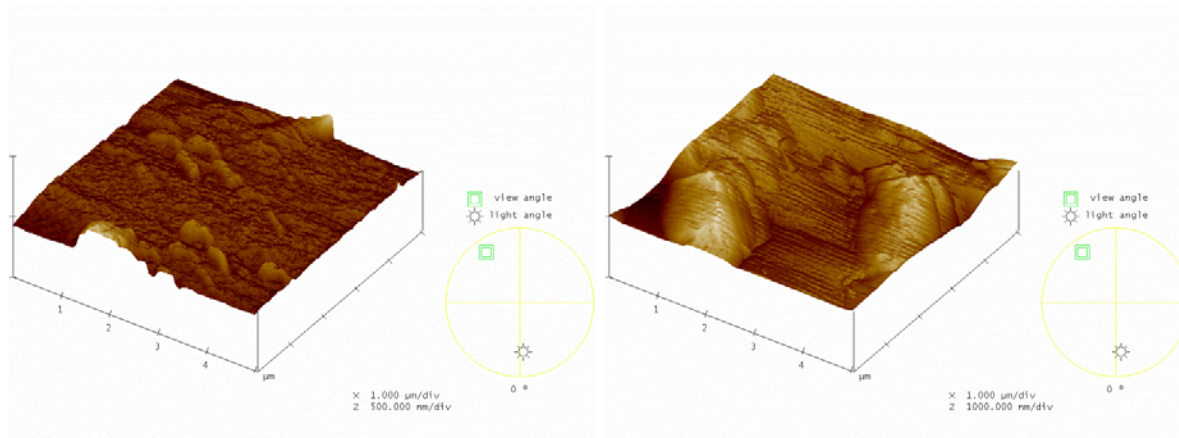 view angle
light angle
1
2
3
4
µm
0 º
X 1.000 µm/div
Z 500.000 nm/div
view angle
light angle
1
2
3
4
µm
0 º
X 1.000 µm/div
Z 1000.000 nm/div